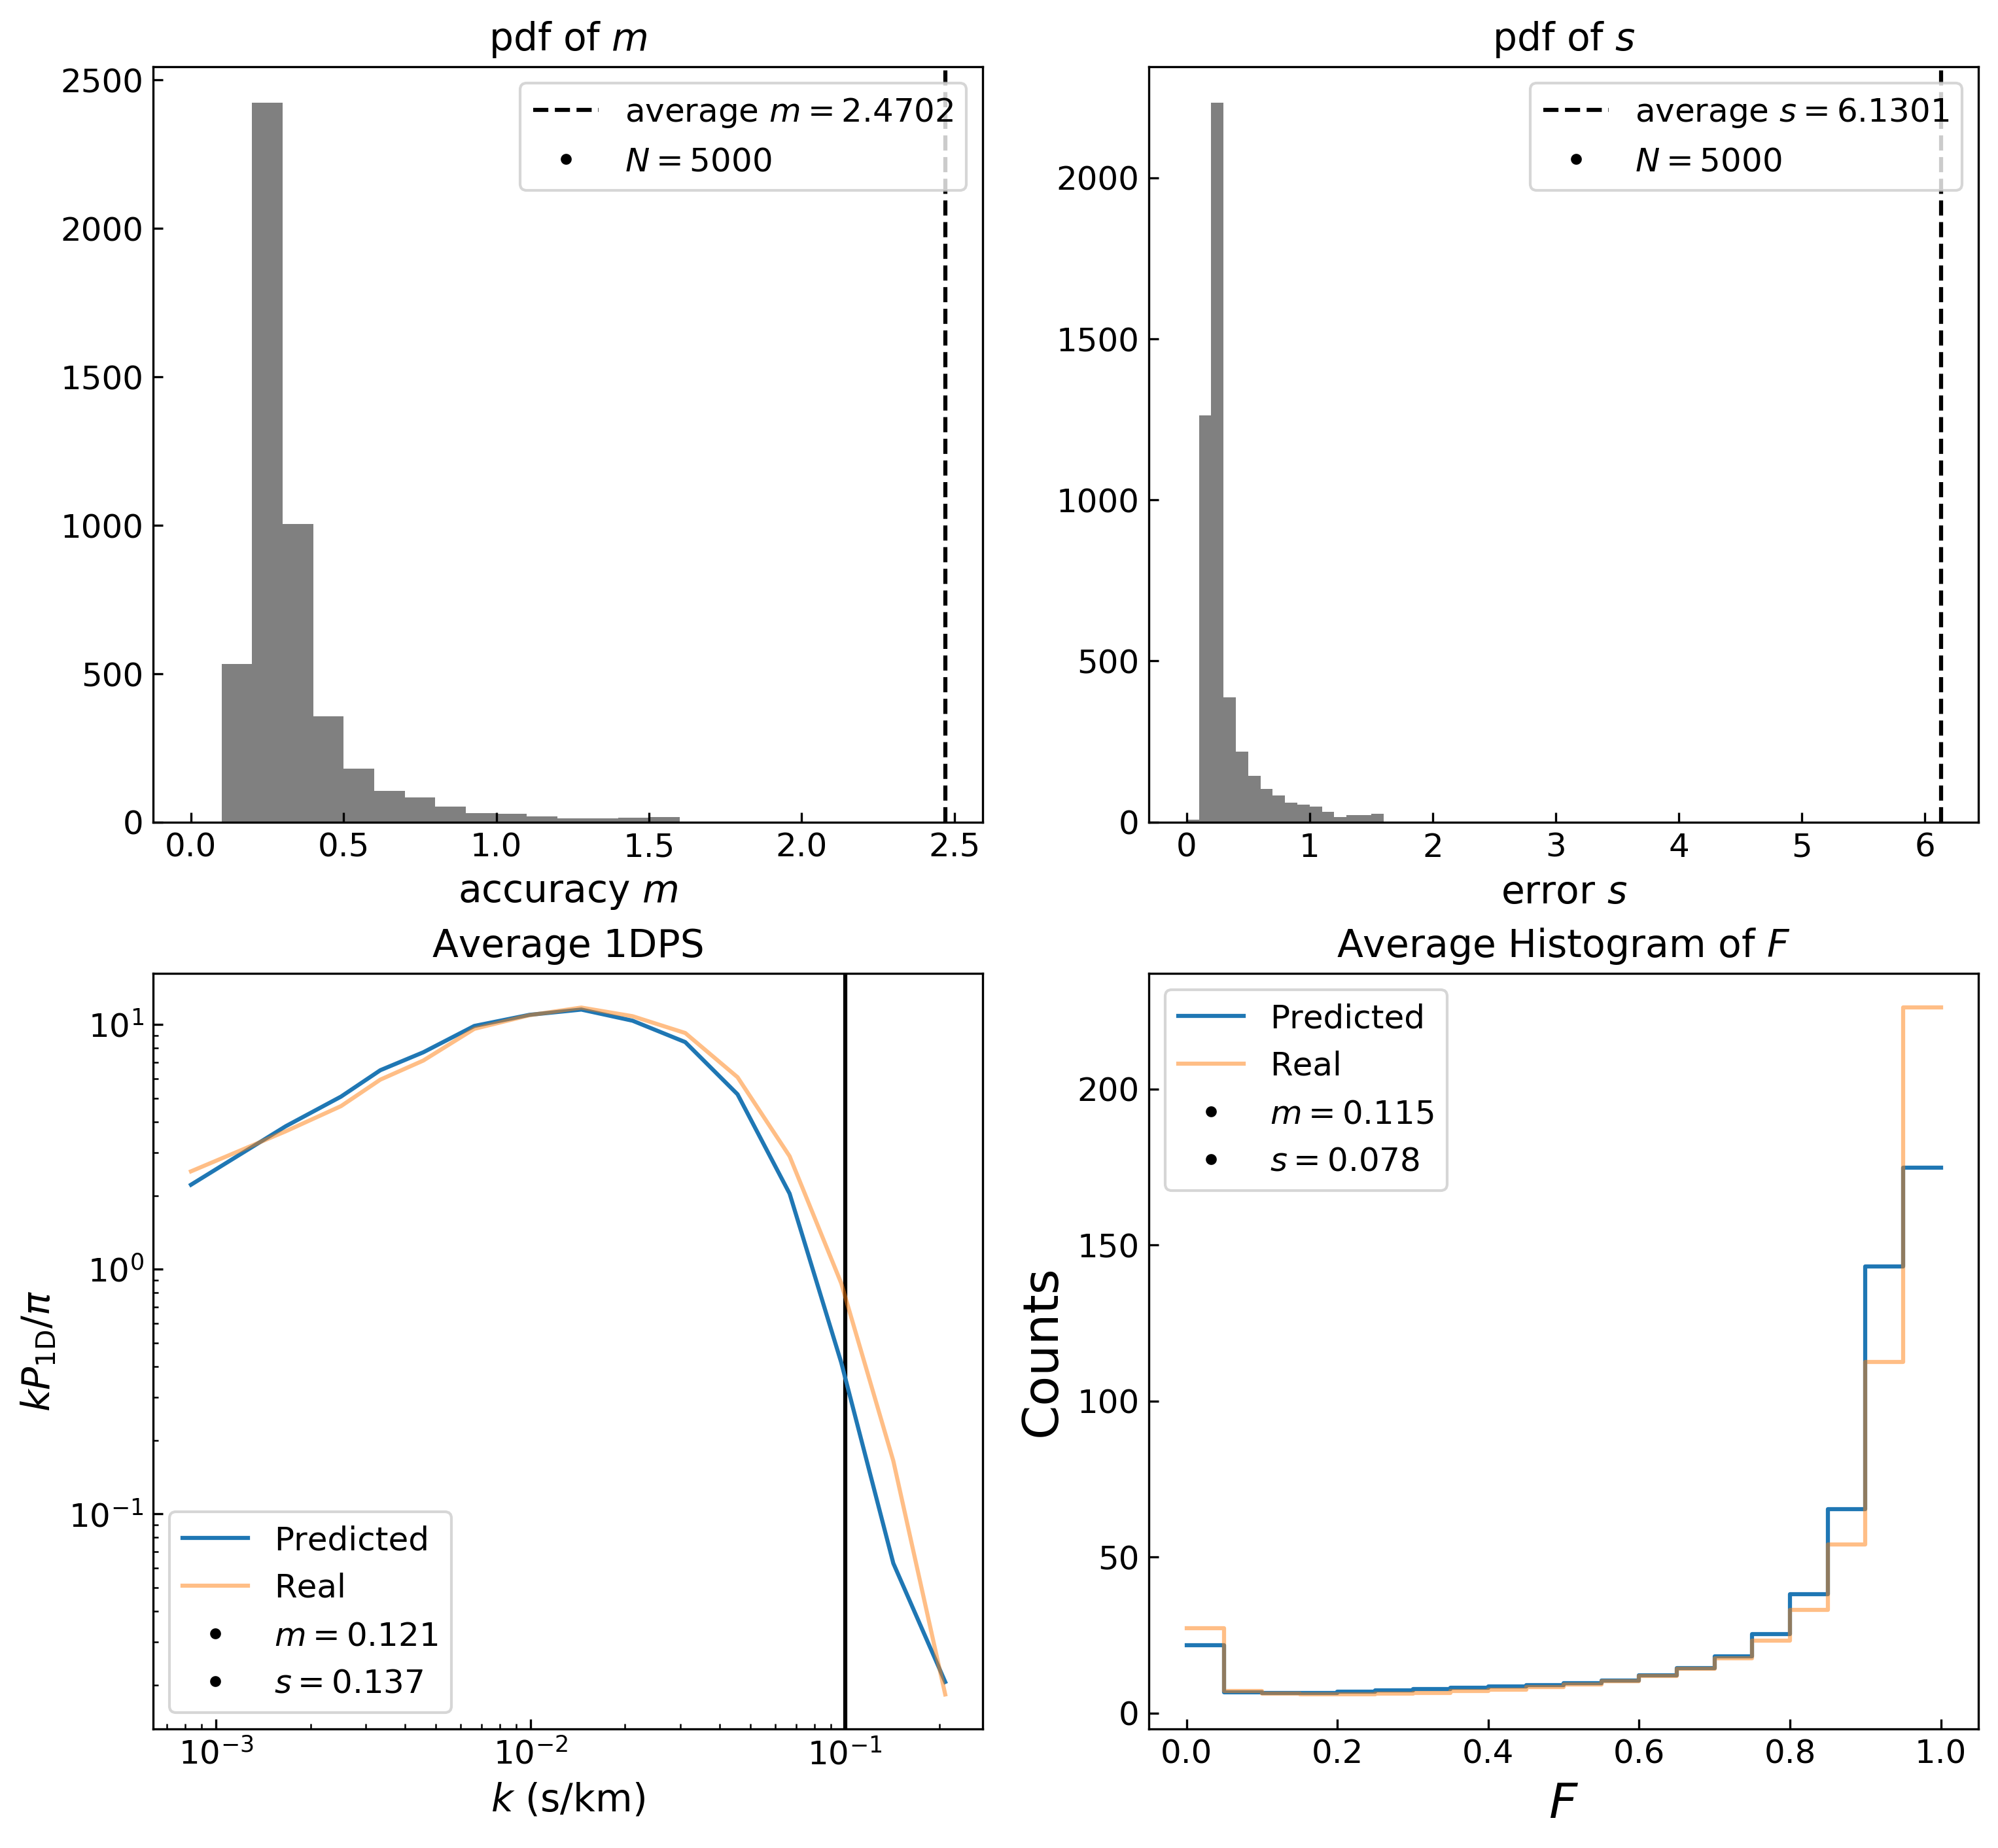 pdf of m
2500
2000
1500
1000
500
0
average m = 2.4702
N = 5000
0.0 0.5 1.0 1.5 2.0 2.5
accuracy m
pdf of s
2000
1500
1000
500
0
average s = 6.1301
N = 5000
0 1 2 3 4 5 6
error s
Average 1DPS
10¹
10⁰
10⁻¹
kP₁D/π
Predicted
Real
m = 0.121
s = 0.137
10⁻³ 10⁻² 10⁻¹
k (s/km)
Average Histogram of F
200
150
100
50
0
Counts
Predicted
Real
m = 0.115
s = 0.078
0.0 0.2 0.4 0.6 0.8 1.0
F